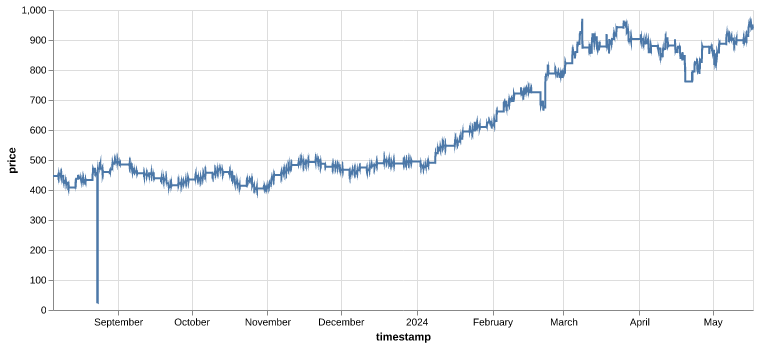 1,000
900
800
700
600
500
400
300
200
100
0
price
September
October
November
December
2024
February
March
April
May
timestamp